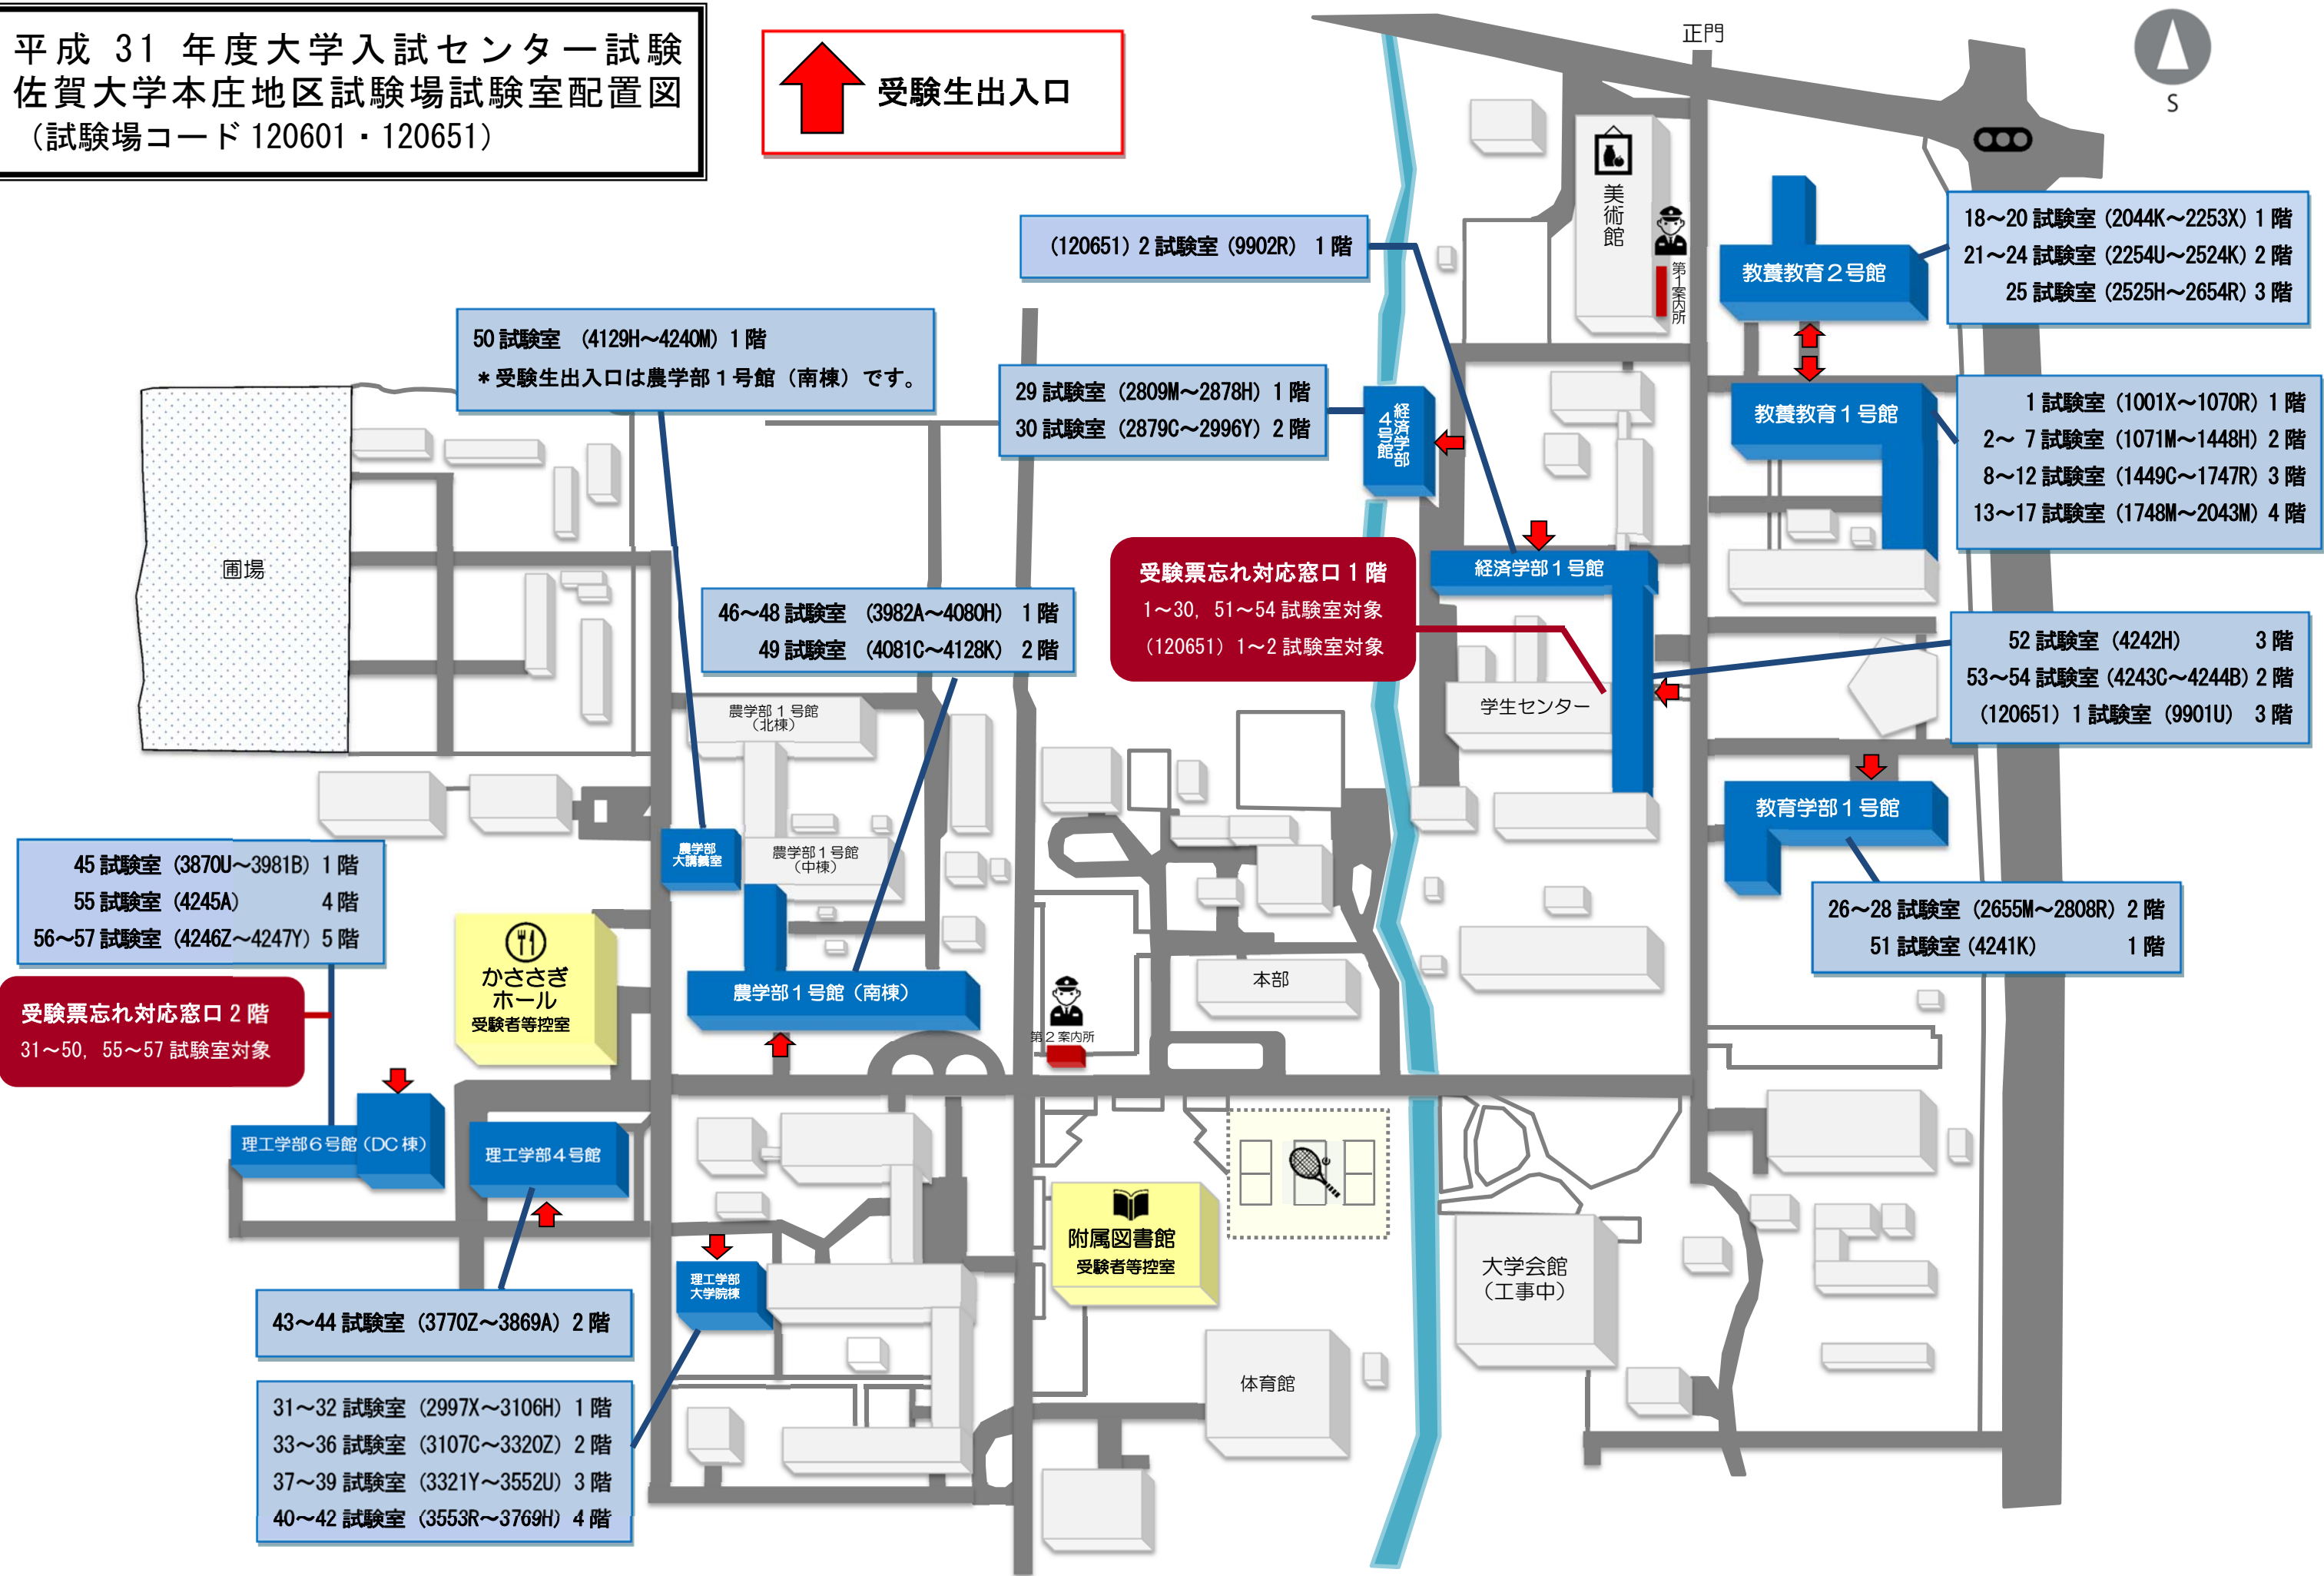 平成 31 年度大学入試センター試験
佐賀大学本庄地区試験場試験室配置図
（試験場コード 120601・120651）
受験生出入口
正門
S
美術館
第1案内所
(120651) 2 試験室 (9902R) 1 階
教養教育２号館
18～20 試験室 (2044K～2253X) 1 階
21～24 試験室 (2254U～2524K) 2 階
25 試験室 (2525H～2654R) 3 階
50 試験室 (4129H～4240M) 1 階
＊受験生出入口は農学部１号館（南棟）です。
29 試験室 (2809M～2878H) 1 階
30 試験室 (2879C～2996Y) 2 階
経済学部
４号館
教養教育１号館
1 試験室 (1001X～1070R) 1 階
2～ 7 試験室 (1071M～1448H) 2 階
8～12 試験室 (1449C～1747R) 3 階
13～17 試験室 (1748M～2043M) 4 階
圃場
受験票忘れ対応窓口 1 階
1～30, 51～54 試験室対象
(120651) 1～2 試験室対象
経済学部１号館
46～48 試験室 (3982A～4080H) 1 階
49 試験室 (4081C～4128K) 2 階
52 試験室 (4242H) 3 階
53～54 試験室 (4243C～4244B) 2 階
(120651) 1 試験室 (9901U) 3 階
農学部１号館
（北棟）
学生センター
農学部
大講義室
農学部１号館
（中棟）
教育学部１号館
45 試験室 (3870U～3981B) 1 階
55 試験室 (4245A) 4 階
56～57 試験室 (4246Z～4247Y) 5 階
26～28 試験室 (2655M～2808R) 2 階
51 試験室 (4241K) 1 階
かささぎ
ホール
受験者等控室
農学部１号館（南棟）
本部
第２案内所
受験票忘れ対応窓口 2 階
31～50, 55～57 試験室対象
理工学部６号館（DC 棟）
理工学部４号館
附属図書館
受験者等控室
大学会館
（工事中）
理工学部
大学院棟
43～44 試験室 (3770Z～3869A) 2 階
体育館
31～32 試験室 (2997X～3106H) 1 階
33～36 試験室 (3107C～3320Z) 2 階
37～39 試験室 (3321Y～3552U) 3 階
40～42 試験室 (3553R～3769H) 4 階